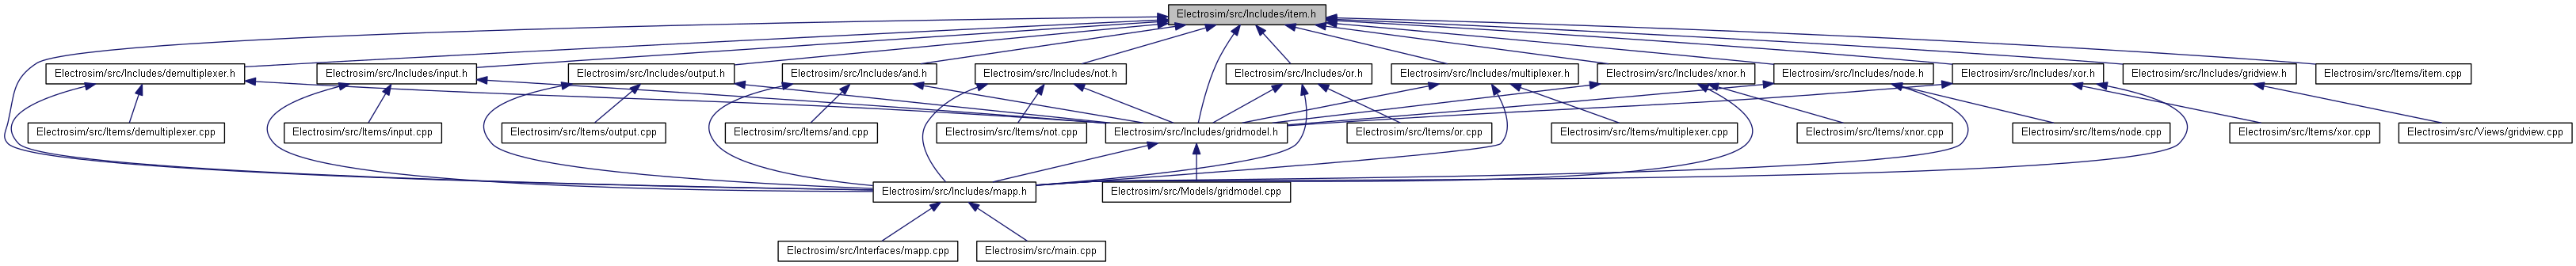 Electrosim/src/Includes/item.h
Electrosim/src/Includes/demultiplexer.h
Electrosim/src/Includes/input.h
Electrosim/src/Includes/output.h
Electrosim/src/Includes/and.h
Electrosim/src/Includes/not.h
Electrosim/src/Includes/or.h
Electrosim/src/Includes/multiplexer.h
Electrosim/src/Includes/xnor.h
Electrosim/src/Includes/node.h
Electrosim/src/Includes/xor.h
Electrosim/src/Includes/gridview.h
Electrosim/src/Items/item.cpp
Electrosim/src/Items/demultiplexer.cpp
Electrosim/src/Items/input.cpp
Electrosim/src/Items/output.cpp
Electrosim/src/Items/and.cpp
Electrosim/src/Items/not.cpp
Electrosim/src/Includes/gridmodel.h
Electrosim/src/Items/or.cpp
Electrosim/src/Items/multiplexer.cpp
Electrosim/src/Items/xnor.cpp
Electrosim/src/Items/node.cpp
Electrosim/src/Items/xor.cpp
Electrosim/src/Views/gridview.cpp
Electrosim/src/Includes/mapp.h
Electrosim/src/Models/gridmodel.cpp
Electrosim/src/Interfaces/mapp.cpp
Electrosim/src/main.cpp